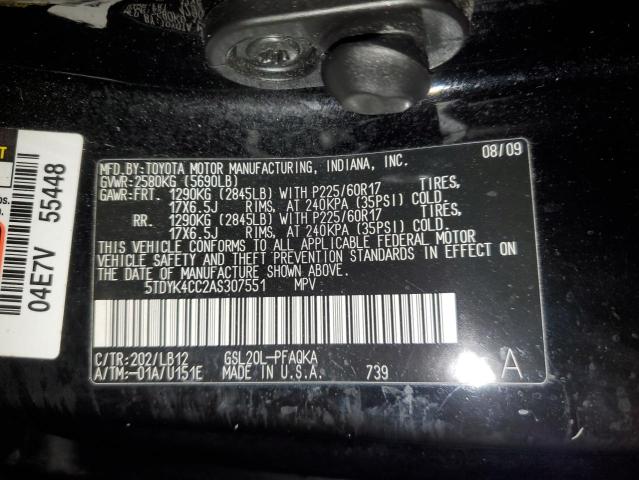 MFD.BY:TOYOTA MOTOR MANUFACTURING, INDIANA, INC. 08/09
GVWR:2580KG (5690LB)
GAWR:FRT. 1290KG (2845LB) WITH P225/60R17 TIRES,
17X6.5J RIMS, AT 240KPA (35PSI) COLD.
RR. 1290KG (2845LB) WITH P225/60R17 TIRES,
17X6.5J RIMS, AT 240KPA (35PSI) COLD.
THIS VEHICLE CONFORMS TO ALL APPLICABLE FEDERAL MOTOR
VEHICLE SAFETY AND THEFT PREVENTION STANDARDS IN EFFECT ON
THE DATE OF MANUFACTURE SHOWN ABOVE.
5TDYK4CC2AS307551 MPV
C/TR:202/LB12 GSL20L-PFAQKA
A/TM:-01A/U151E MADE IN U.S.A. 739 A
04E7V 55448